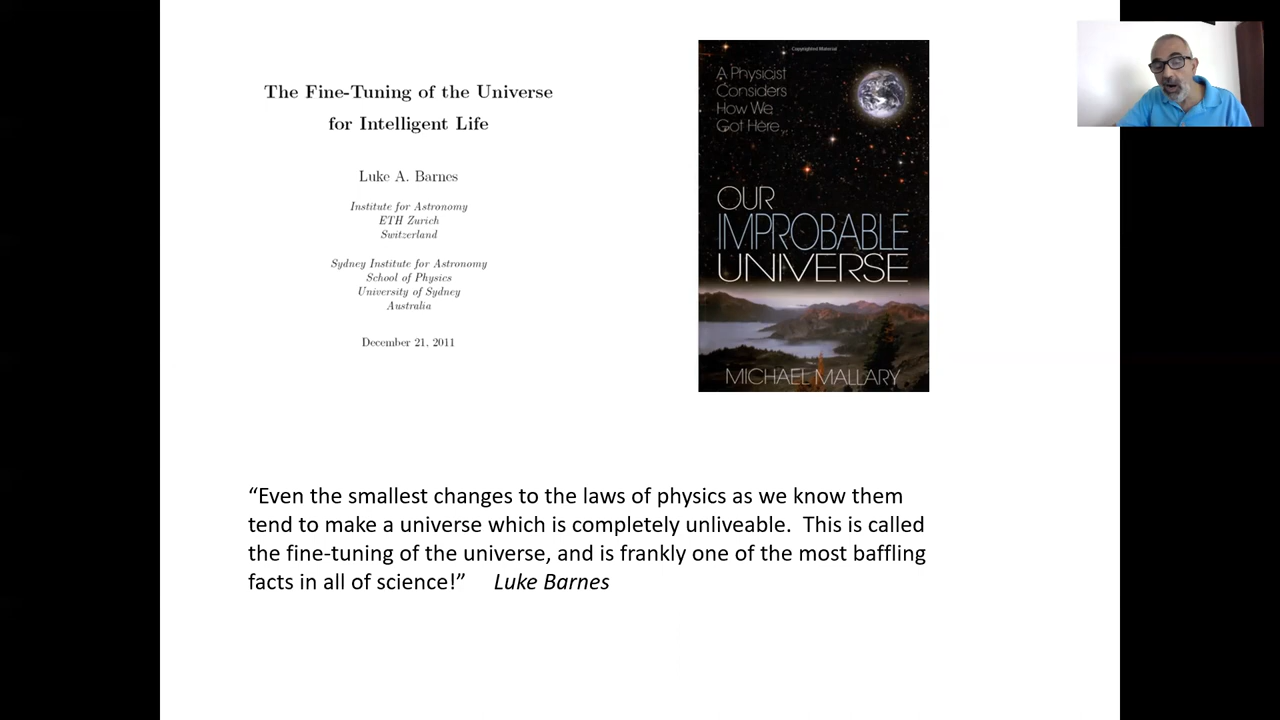 The Fine-Tuning of the Universe
for Intelligent Life
Luke A. Barnes
Institute for Astronomy
ETH Zurich
Switzerland
Sydney Institute for Astronomy
School of Physics
University of Sydney
Australia
December 21, 2011
Copyrighted Material
A Physicist
Considers
How We
Got Here...
OUR
IMPROBABLE
UNIVERSE
MICHAEL MALLARY
“Even the smallest changes to the laws of physics as we know them
tend to make a universe which is completely unliveable.  This is called
the fine-tuning of the universe, and is frankly one of the most baffling
facts in all of science!”  Luke Barnes